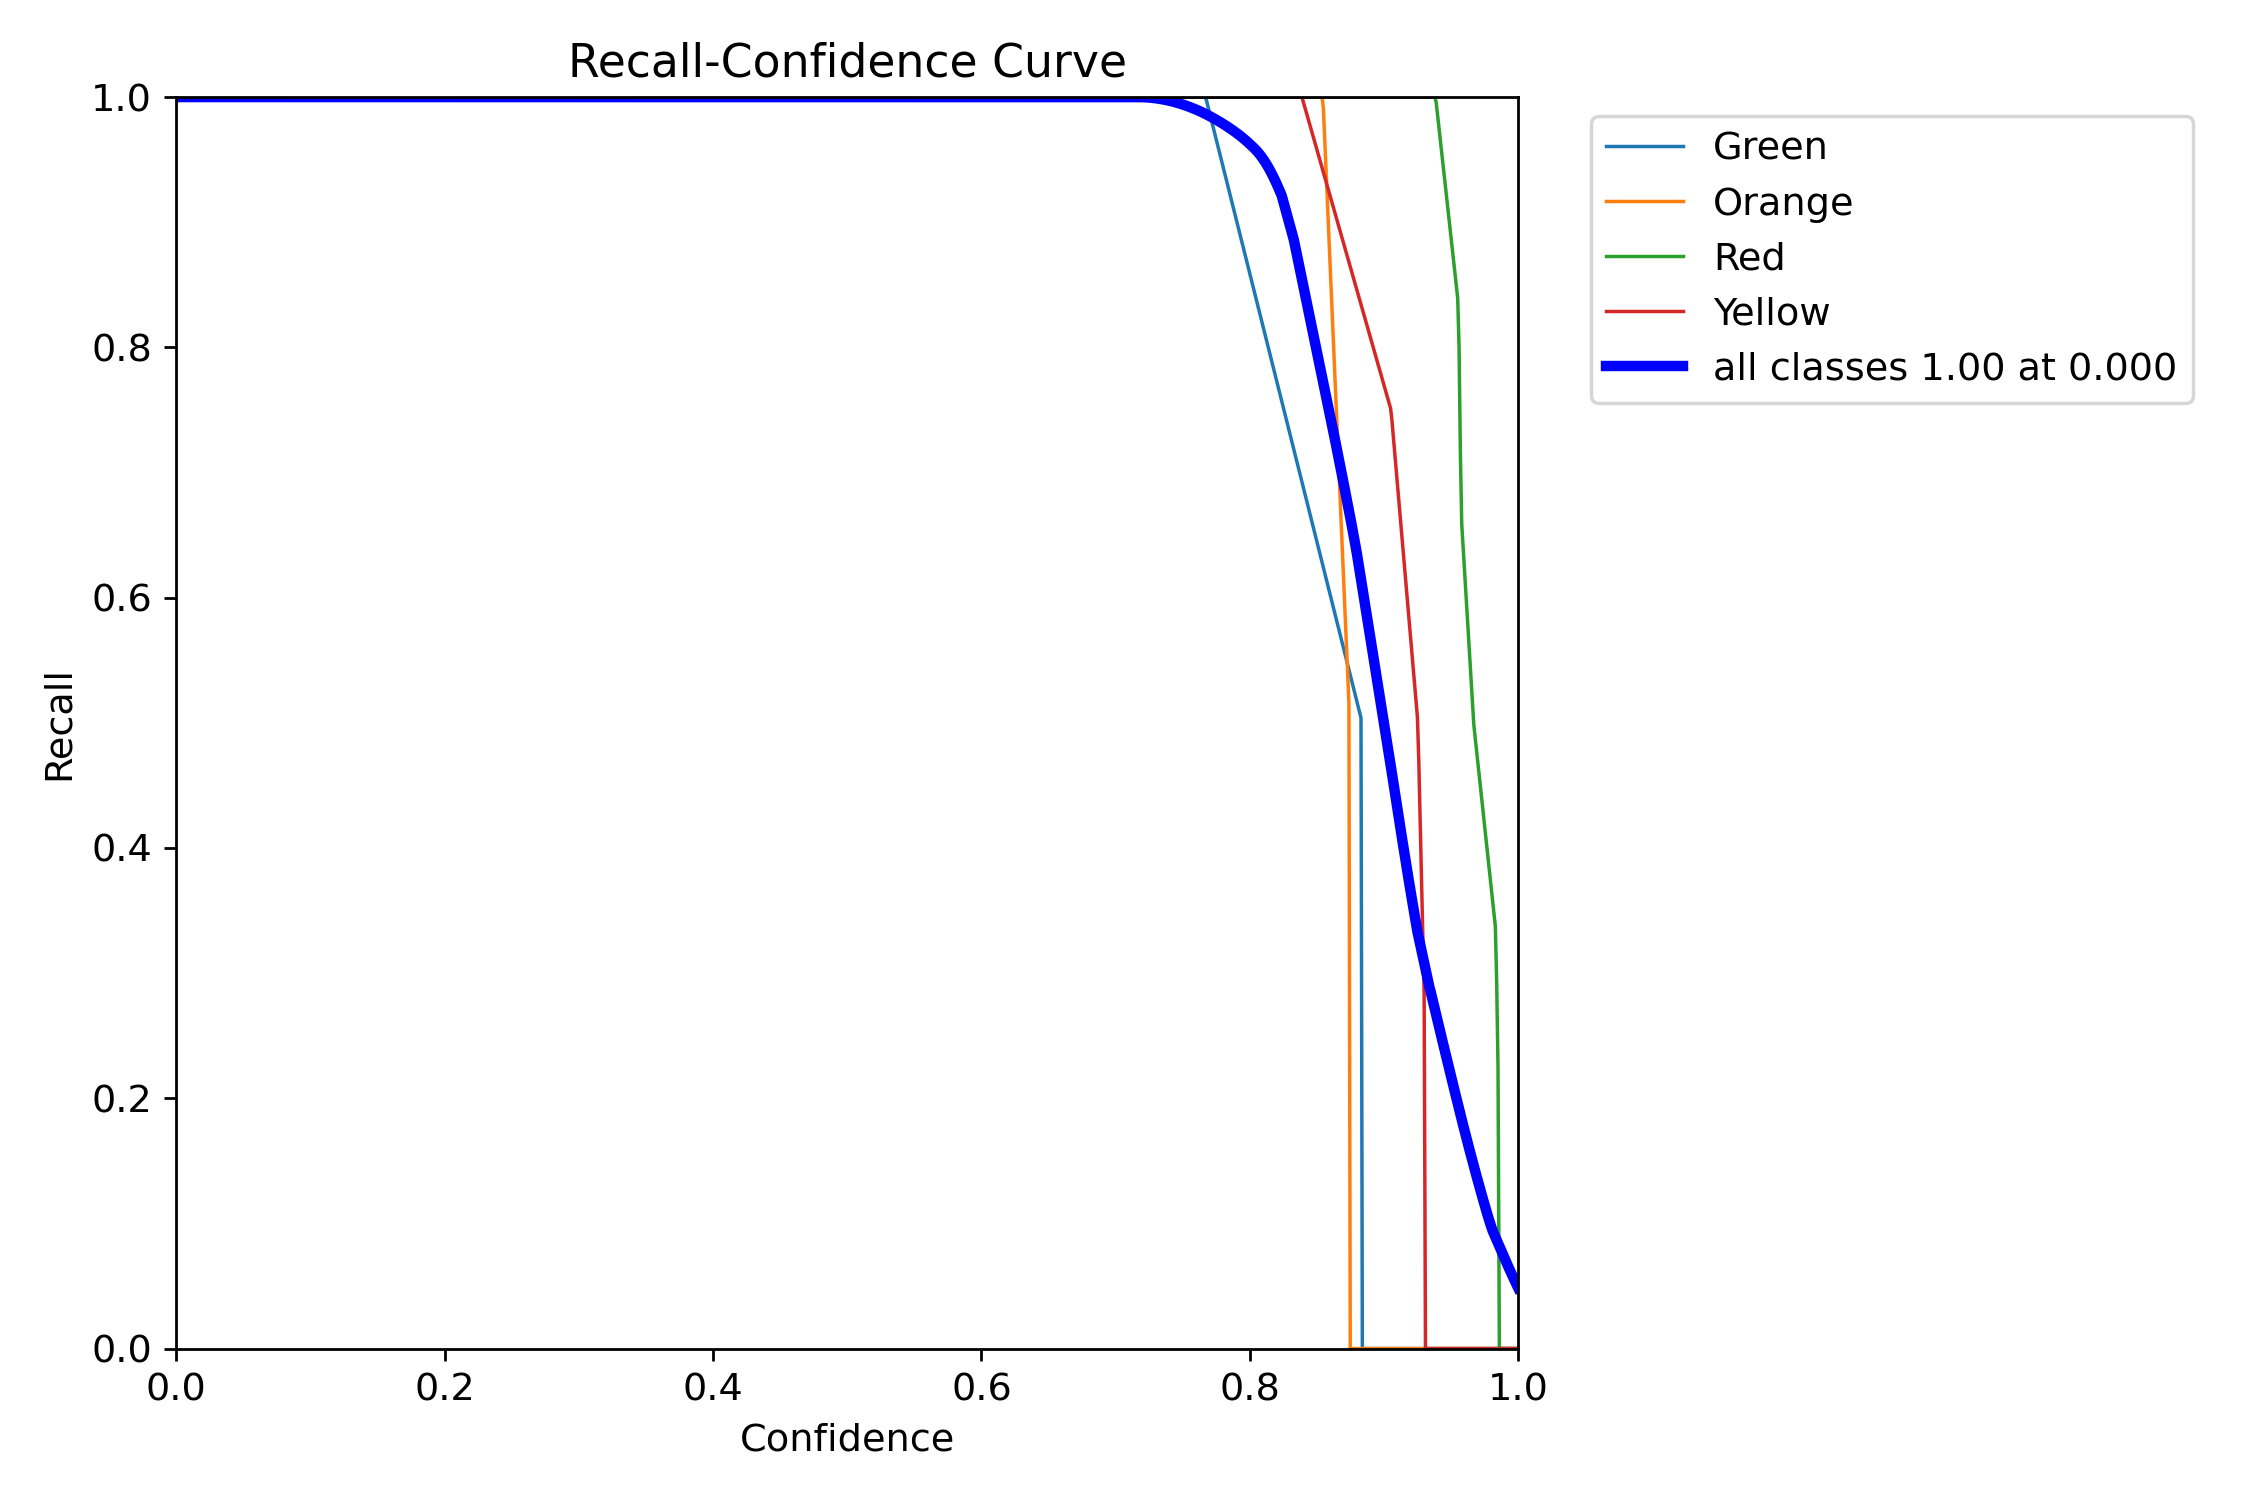 Recall-Confidence Curve
1.0
0.8
0.6
0.4
0.2
0.0
Recall
0.0 0.2 0.4 0.6 0.8 1.0
Confidence
Green
Orange
Red
Yellow
all classes 1.00 at 0.000